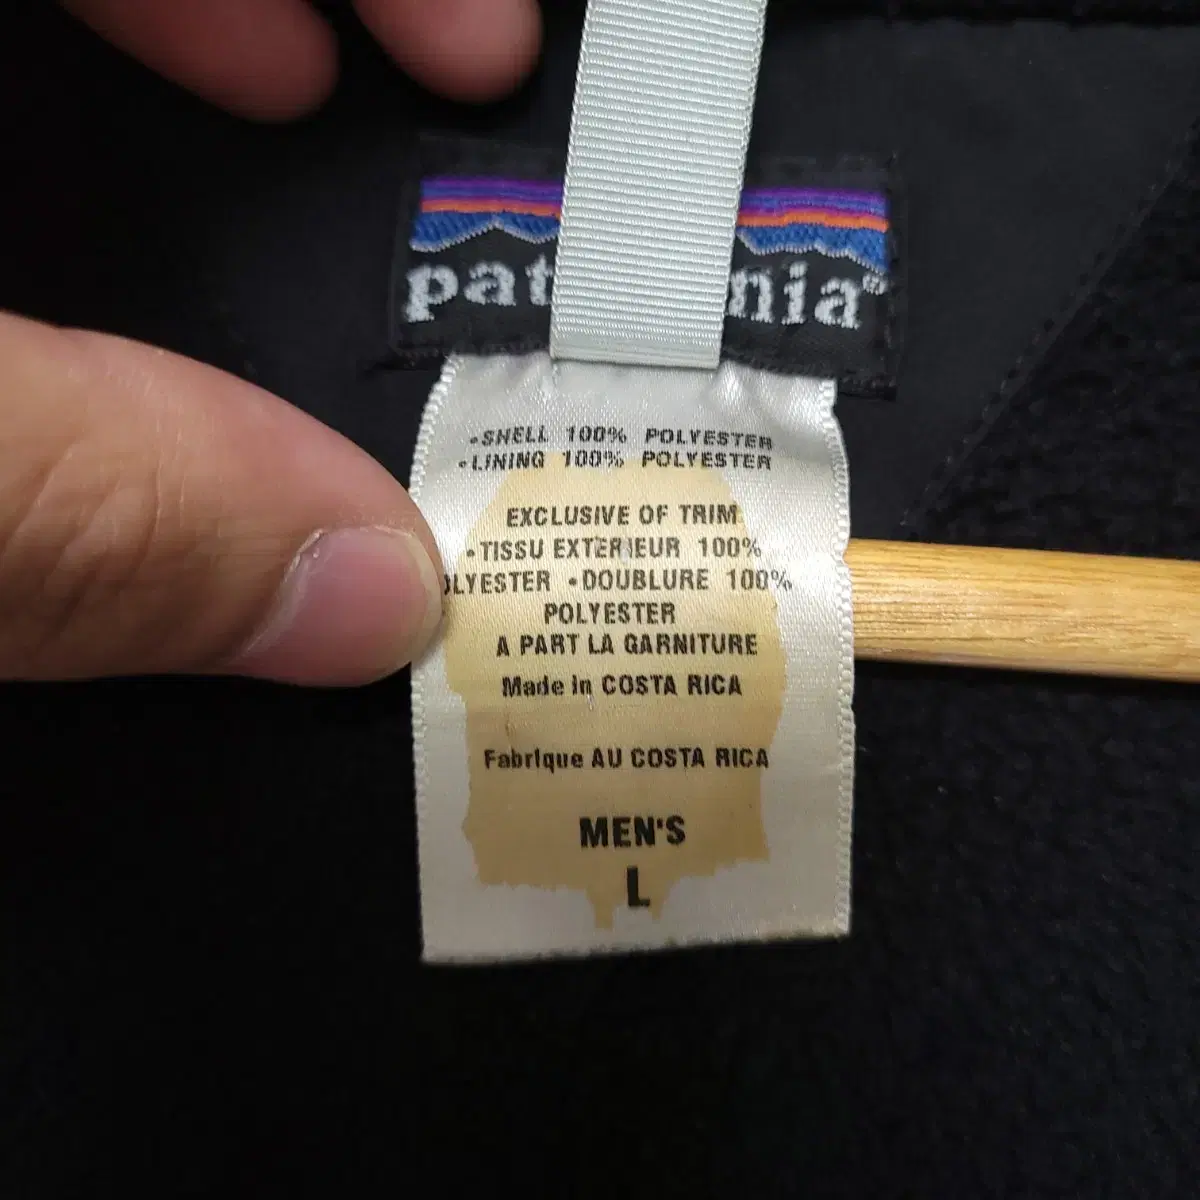 pat nia®
•SHELL 100% POLYESTER
•LINING 100% POLYESTER
EXCLUSIVE OF TRIM
•TISSU EXTERIEUR 100%
OLYESTER •DOUBLURE 100%
POLYESTER
A PART LA GARNITURE
Made in COSTA RICA
Fabrique AU COSTA RICA
MEN'S
L